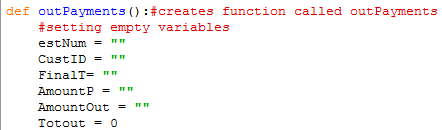 def outPayments():#creates function called outPayments
#setting empty variables
estNum = ""
CustID = ""
FinalT= ""
AmountP = ""
AmountOut = ""
Totout = 0